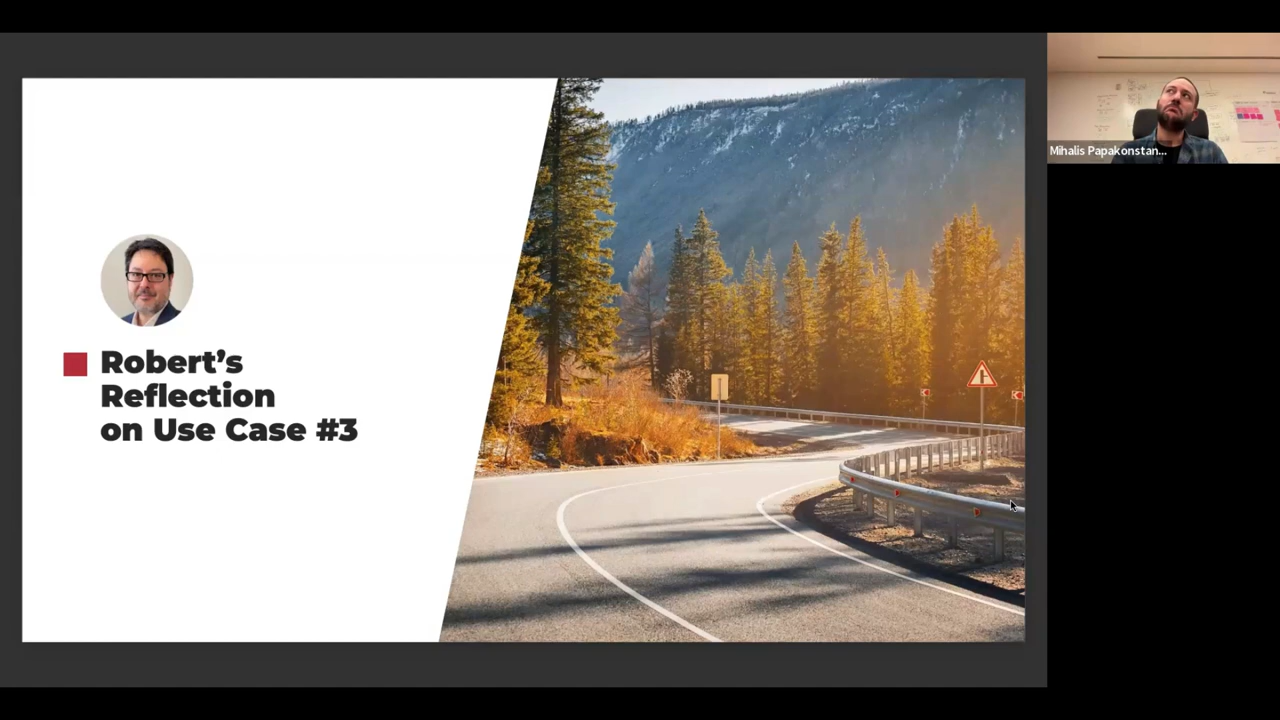 Robert’s
Reflection
on Use Case #3
Mihalis Papakonstan...